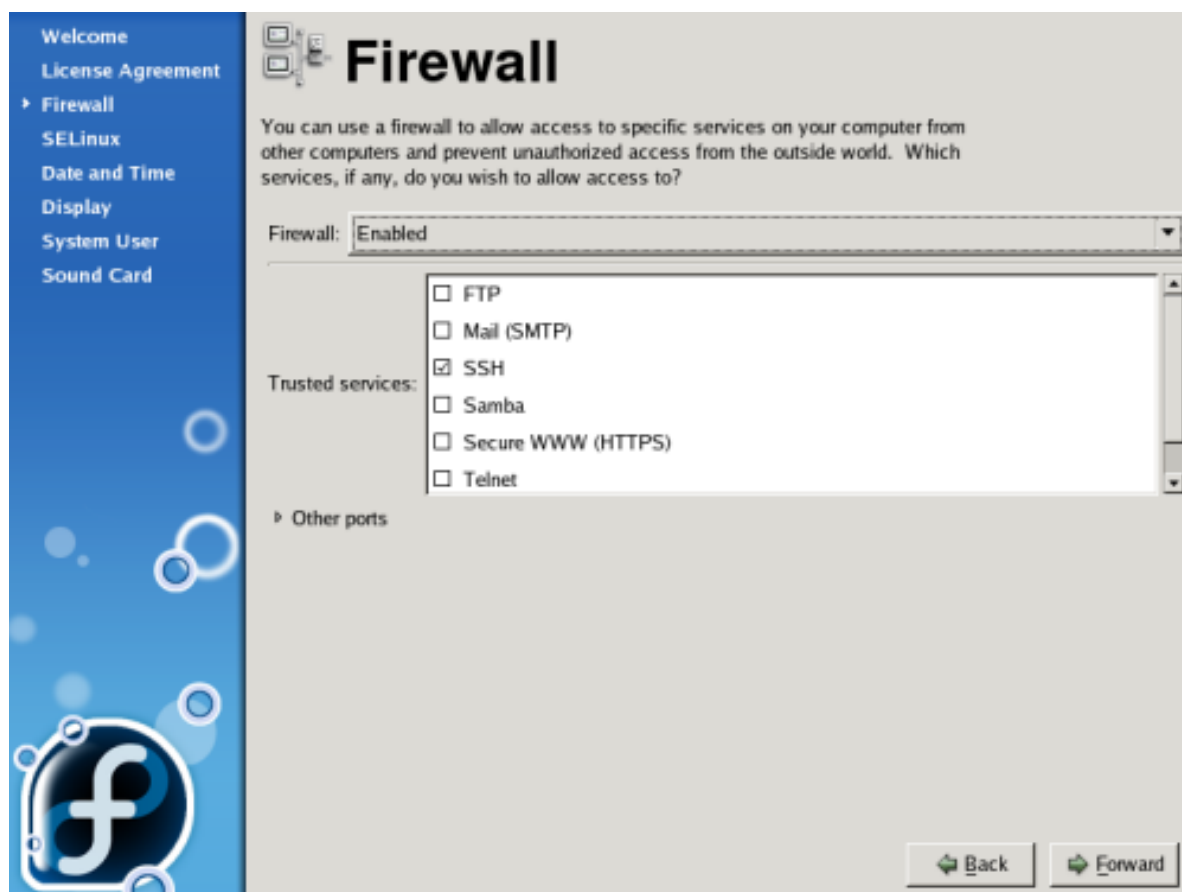 Welcome
License Agreement
Firewall
SELinux
Date and Time
Display
System User
Sound Card
Firewall
You can use a firewall to allow access to specific services on your computer from
other computers and prevent unauthorized access from the outside world. Which
services, if any, do you wish to allow access to?
Firewall: Enabled
Trusted services:
FTP
Mail (SMTP)
SSH
Samba
Secure WWW (HTTPS)
Telnet
Other ports
Back Forward